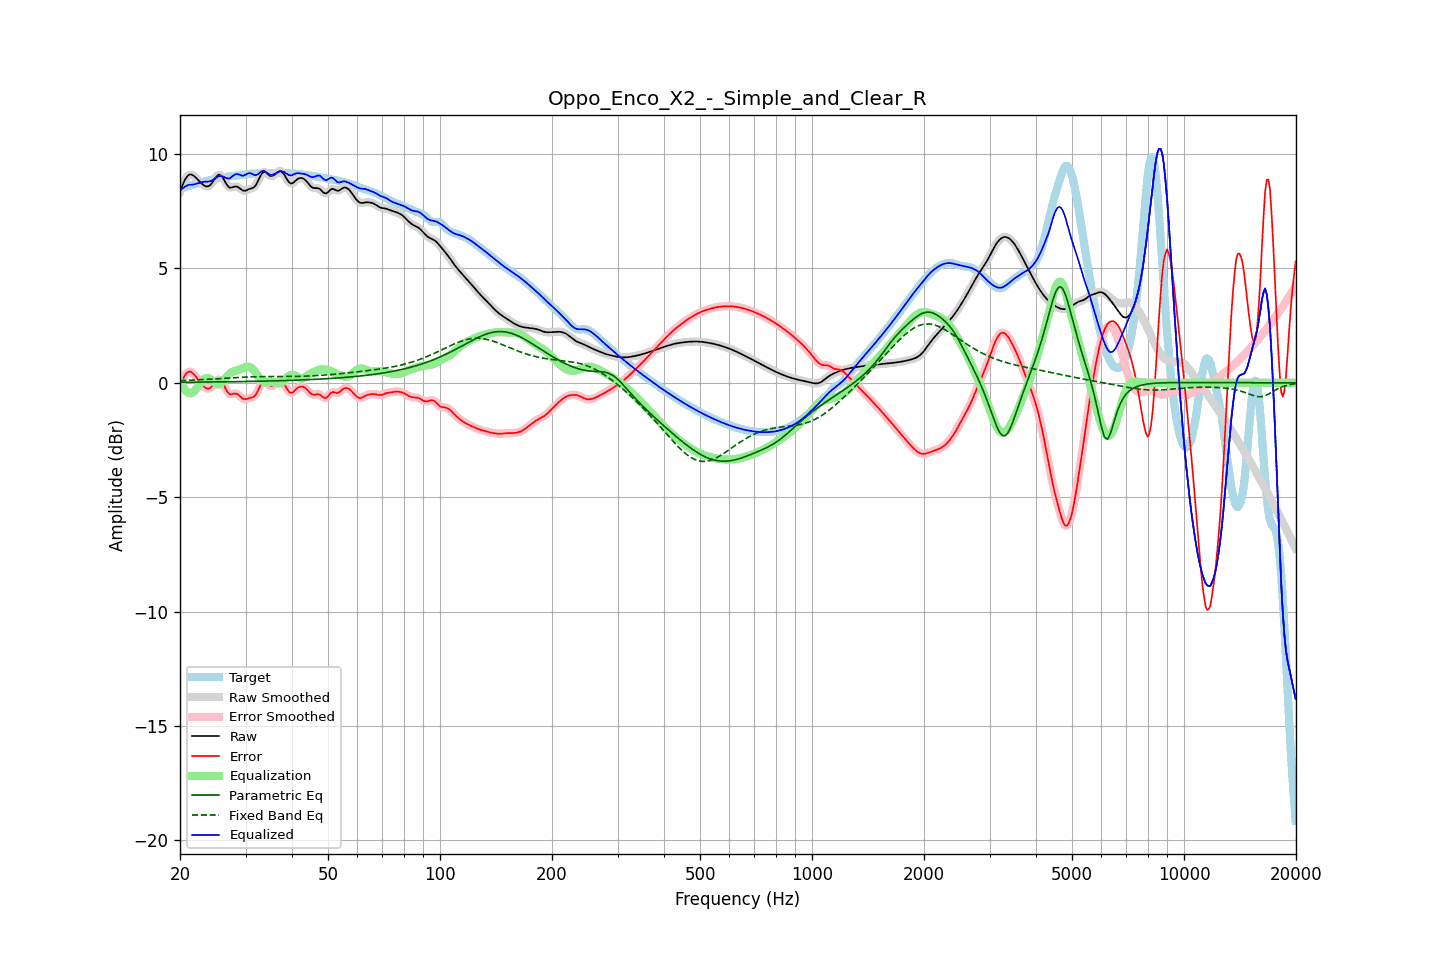 Oppo_Enco_X2_-_Simple_and_Clear_R
Amplitude (dBr)
10
5
0
−5
−10
−15
−20
Target
Raw Smoothed
Error Smoothed
Raw
Error
Equalization
Parametric Eq
Fixed Band Eq
Equalized
20 50 100 200 500 1000 2000 5000 10000 20000
Frequency (Hz)